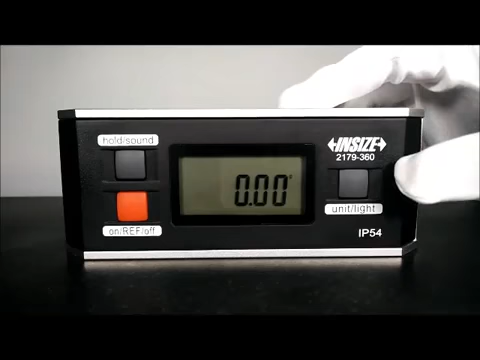 hold/sound
INSIZE
2179-360
0.00°
unit/light
on/REF/off
IP54